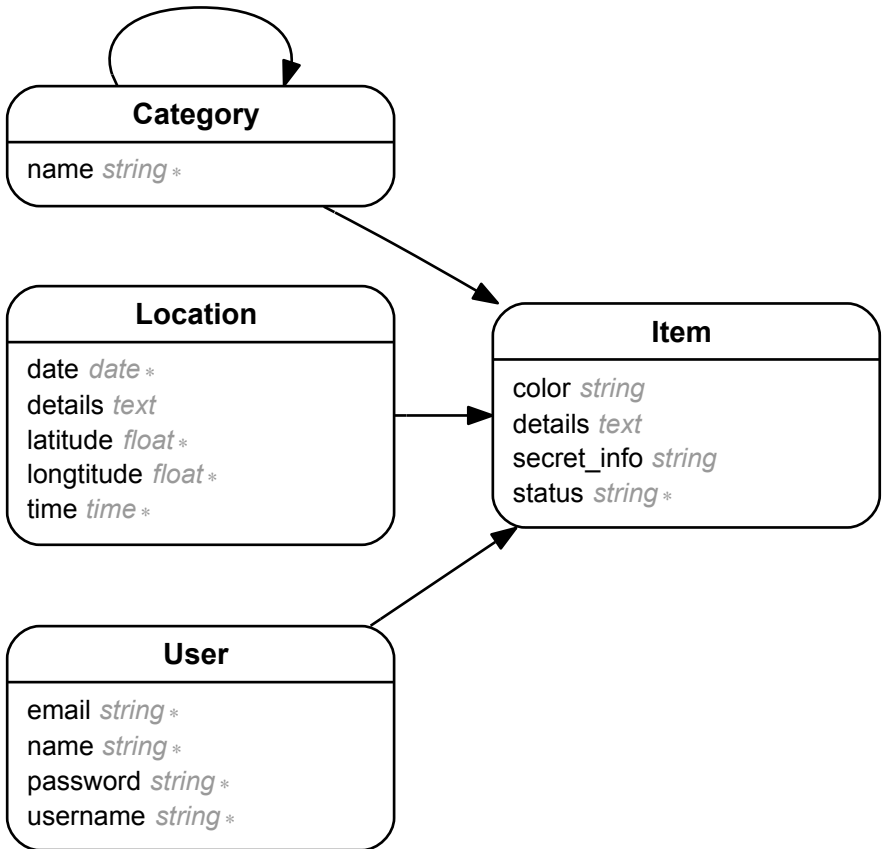 Category
name string *
Location
date date *
details text
latitude float *
longtitude float *
time time *
Item
color string
details text
secret_info string
status string *
User
email string *
name string *
password string *
username string *